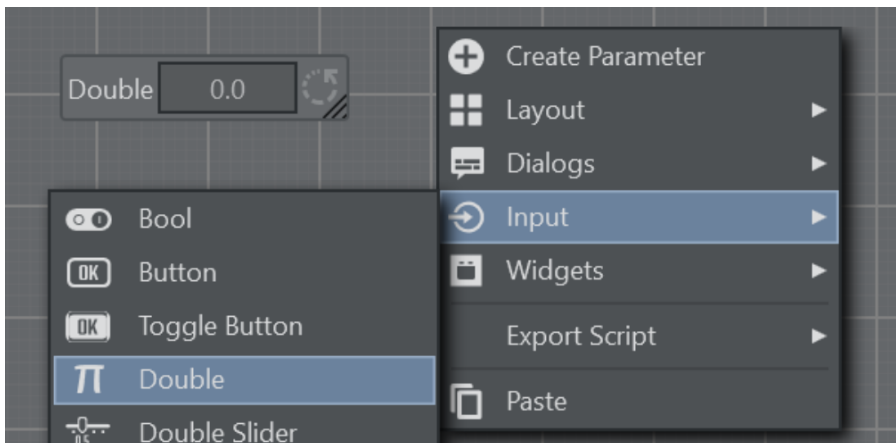 Double 0.0
Create Parameter
Layout
Dialogs
Input
Widgets
Export Script
Paste
Bool
OK Button
OK Toggle Button
Double
Double Slider